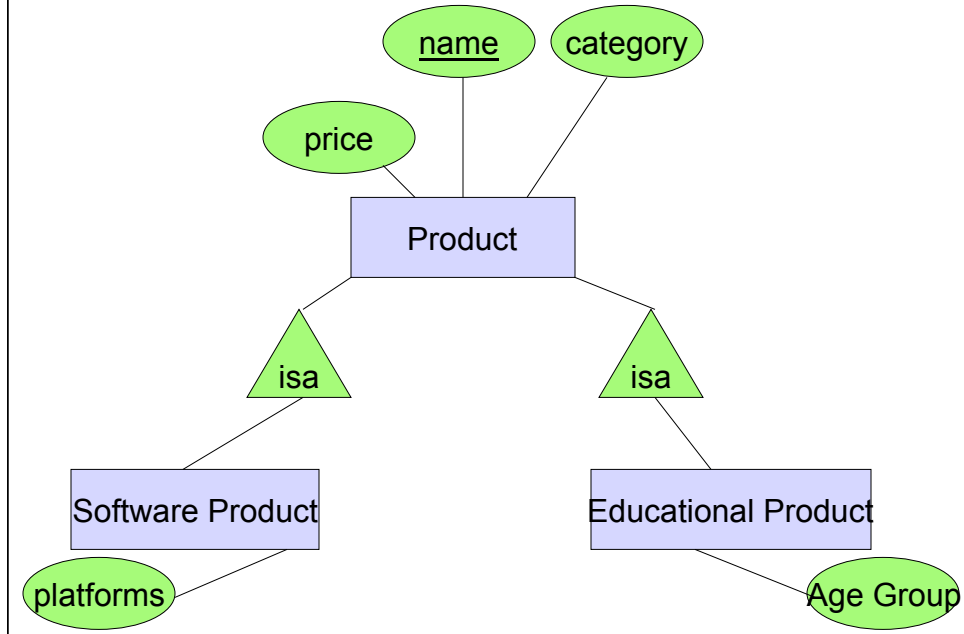 name
category
price
Product
isa
isa
Software Product
Educational Product
platforms
Age Group